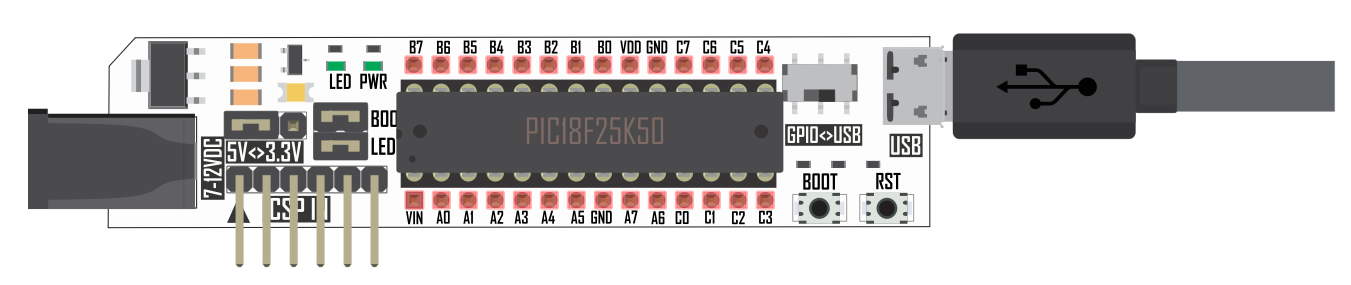 B7 B6 B5 B4 B3 B2 B1 B0 VDD GND C7 C6 C5 C4
LED PWR
BOO
LED
5V<>3.3V
7-12VDC
PIC18F25K50
GPIO<>USB
USB
BOOT RST
VIN A0 A1 A2 A3 A4 A5 GND A7 A6 C0 C1 C2 C3